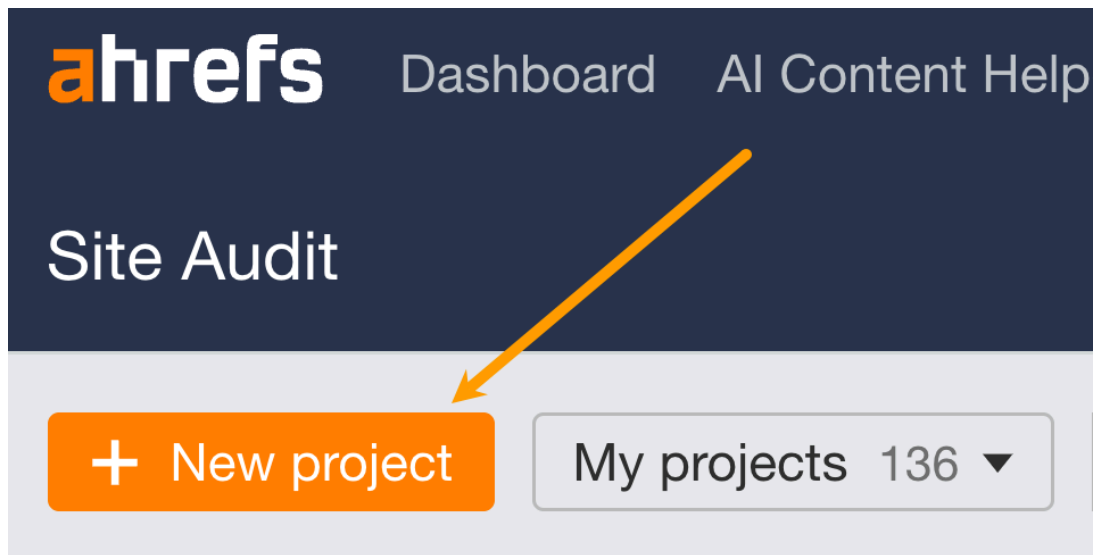 ahrefs Dashboard AI Content Help
Site Audit
+ New project My projects 136